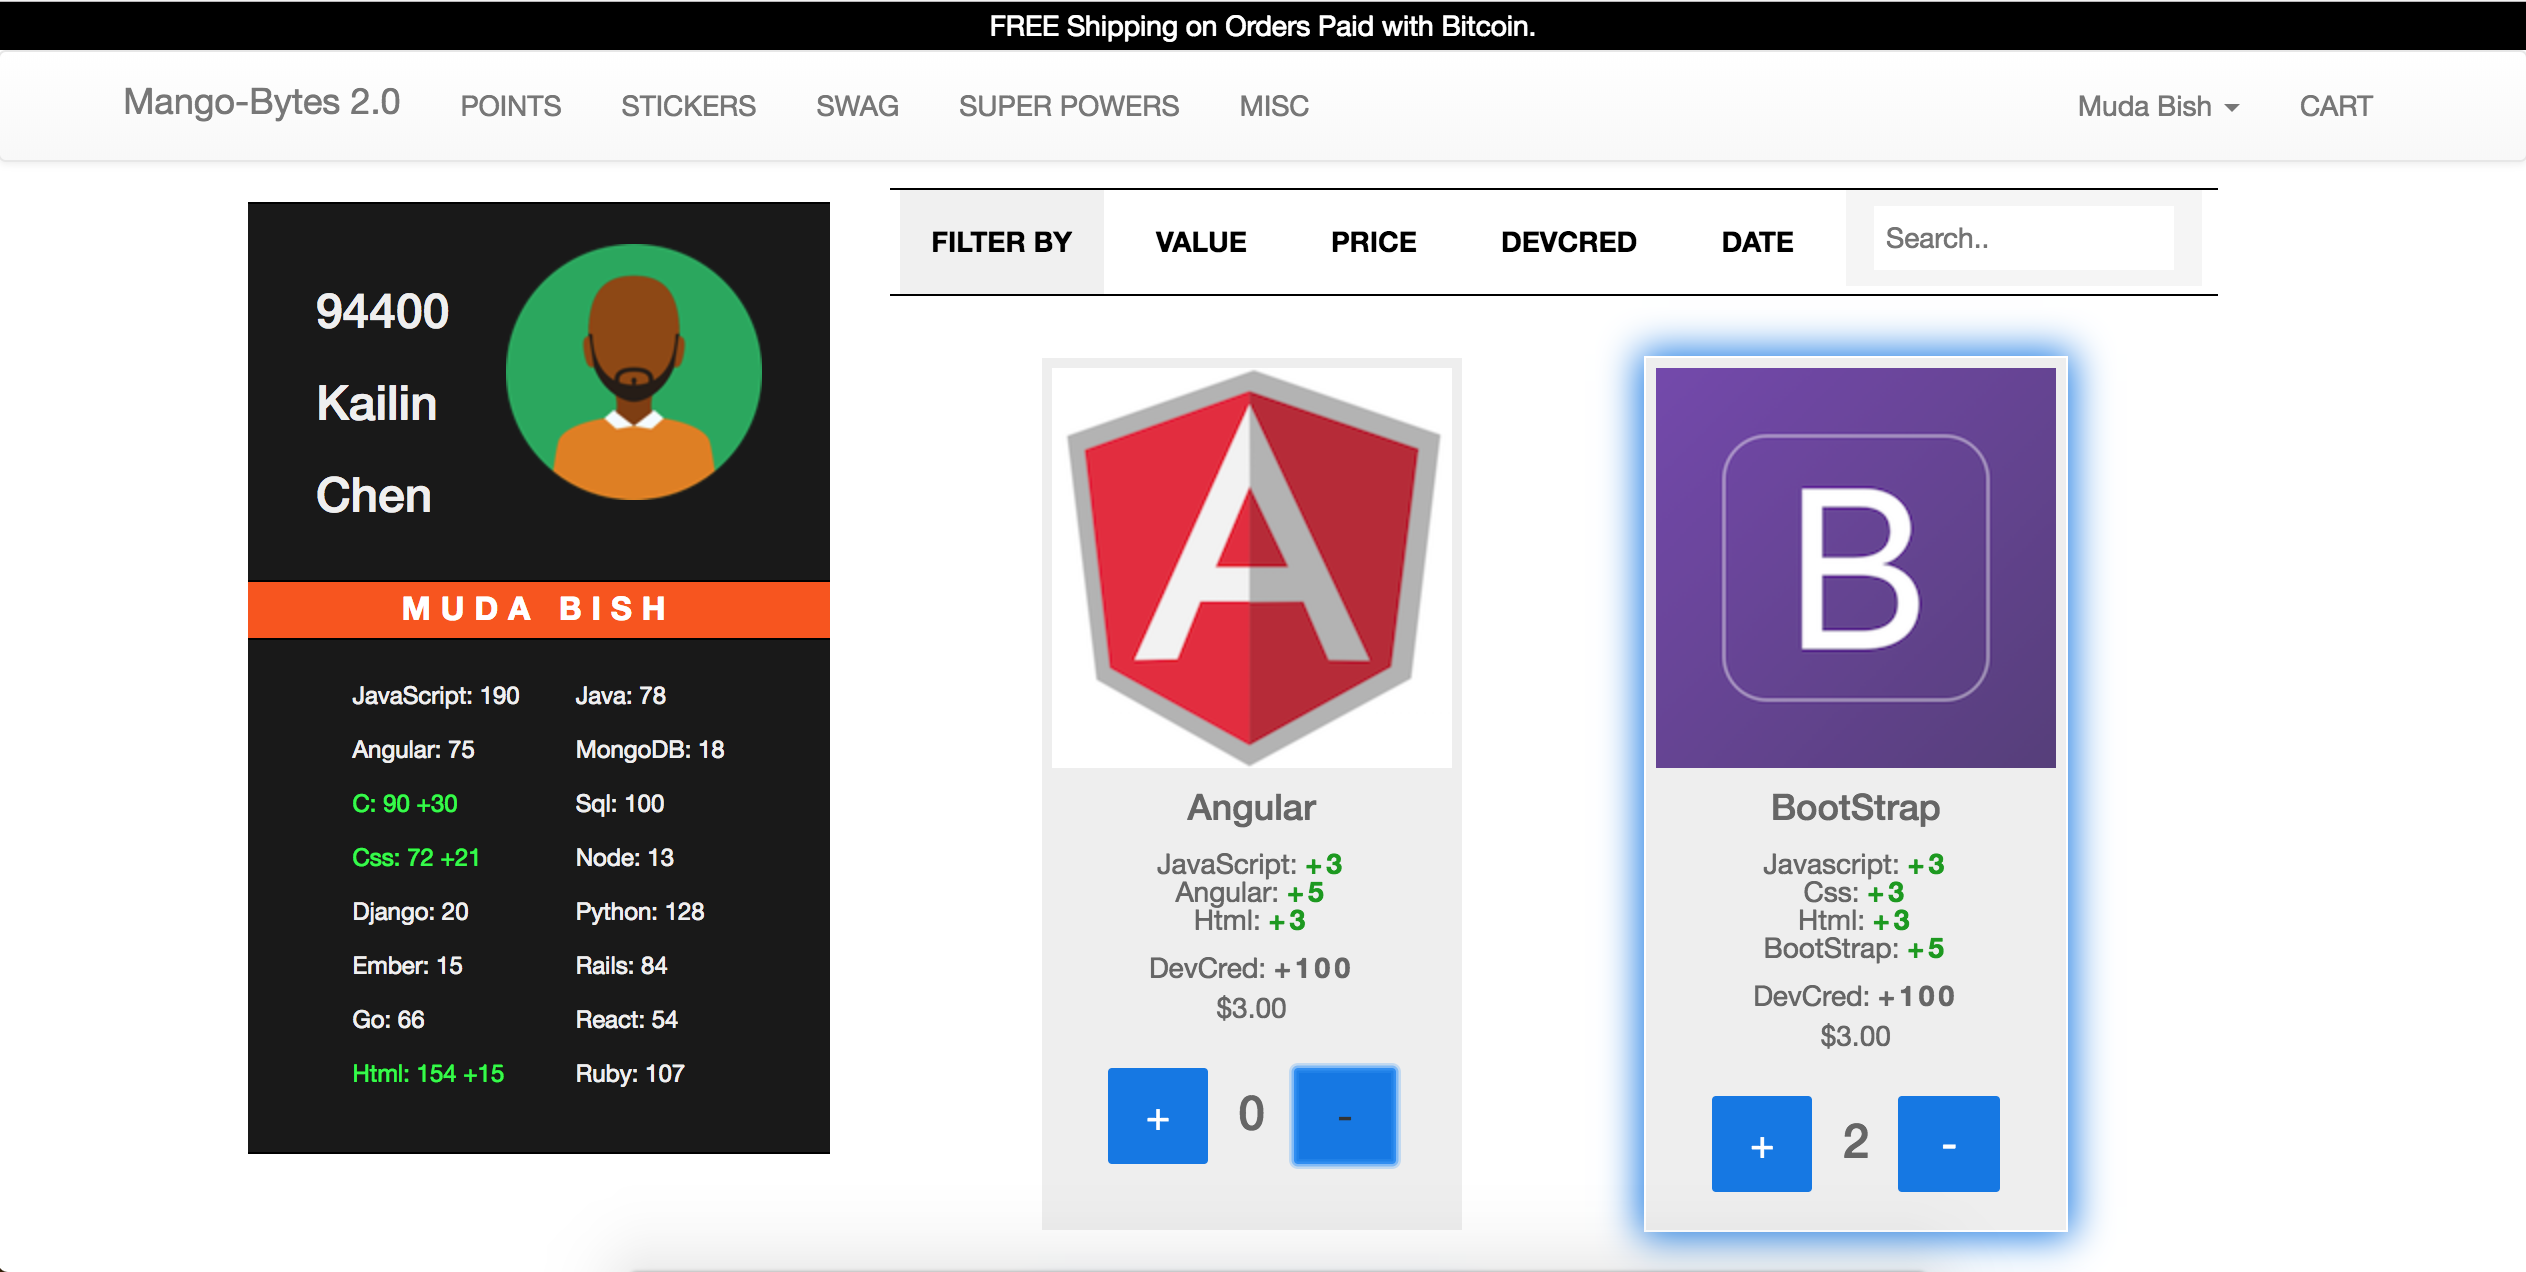 FREE Shipping on Orders Paid with Bitcoin.
Mango-Bytes 2.0 POINTS STICKERS SWAG SUPER POWERS MISC Muda Bish CART
FILTER BY VALUE PRICE DEVCRED DATE Search..
94400
Kailin
Chen
MUDA BISH
JavaScript: 190 Java: 78
Angular: 75 MongoDB: 18
C: 90 +30 Sql: 100
Css: 72 +21 Node: 13
Django: 20 Python: 128
Ember: 15 Rails: 84
Go: 66 React: 54
Html: 154 +15 Ruby: 107
A
Angular
JavaScript: +3
Angular: +5
Html: +3
DevCred: +100
$3.00
+ 0 -
B
BootStrap
Javascript: +3
Css: +3
Html: +3
BootStrap: +5
DevCred: +100
$3.00
+ 2 -